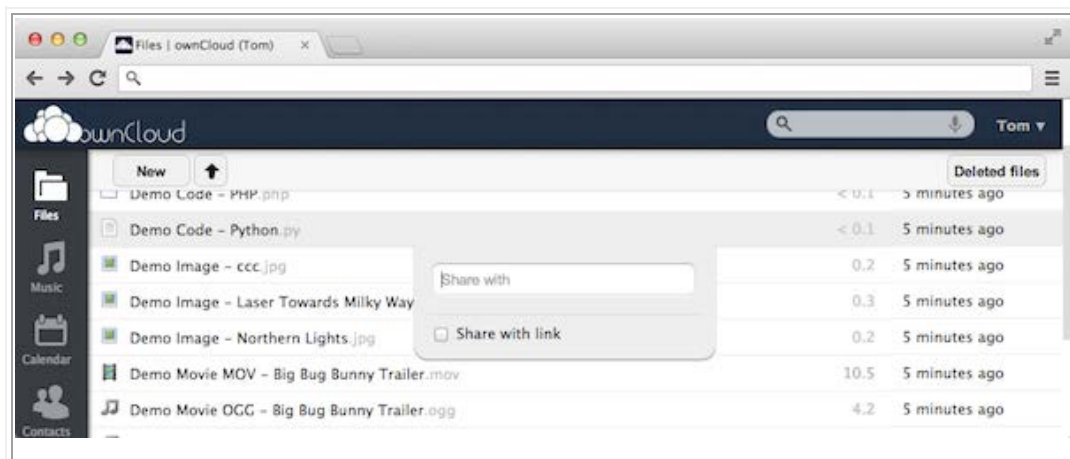 Files | ownCloud (Tom)
ownCloud
Tom
New
Deleted files
Files
Demo Code - PHP.php < 0.1 5 minutes ago
Demo Code - Python.py < 0.1 5 minutes ago
Music
Demo Image - ccc.jpg 0.2 5 minutes ago
Share with
Demo Image - Laser Towards Milky Way 0.3 5 minutes ago
Share with link
Calendar
Demo Image - Northern Lights.jpg 0.2 5 minutes ago
Demo Movie MOV - Big Bug Bunny Trailer.mov 10.5 5 minutes ago
Contacts
Demo Movie OGG - Big Bug Bunny Trailer.ogg 4.2 5 minutes ago